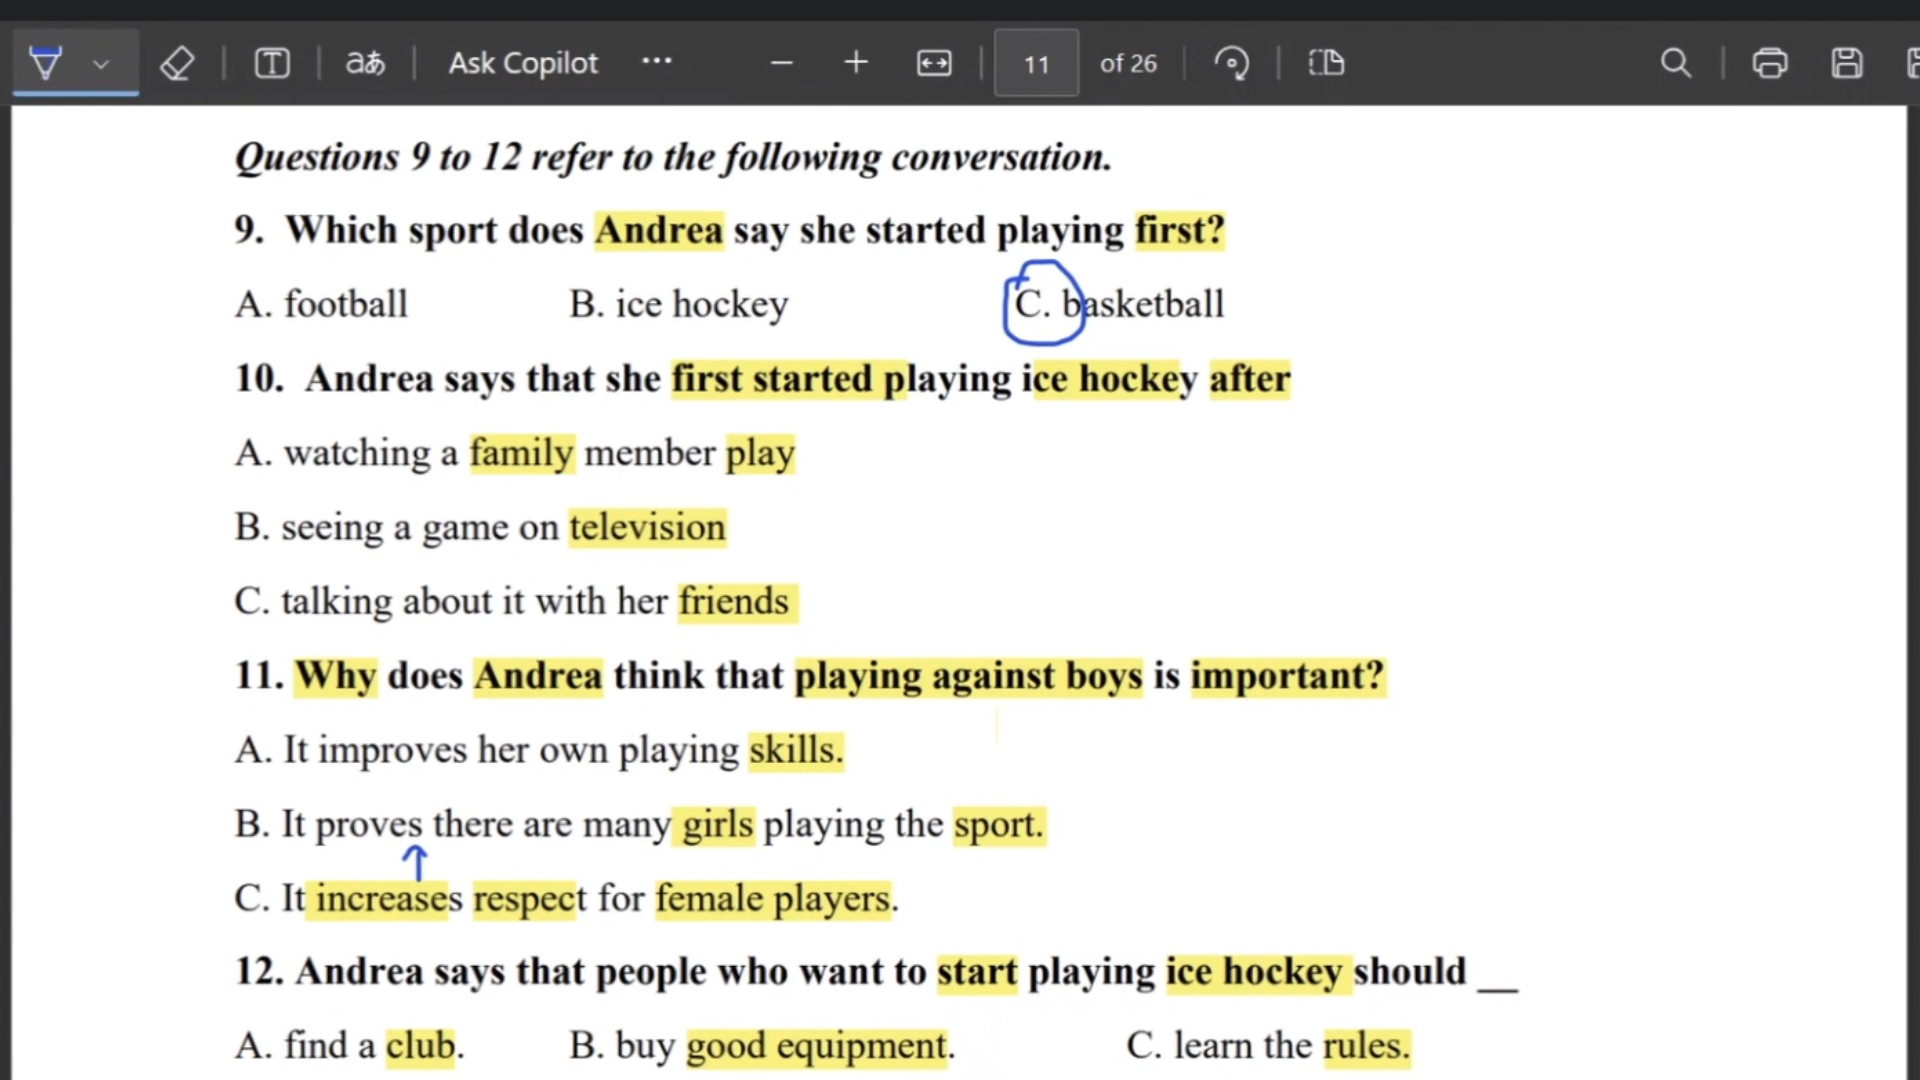 aあ Ask Copilot ... 11 of 26
Questions 9 to 12 refer to the following conversation.
9. Which sport does Andrea say she started playing first?
A. football B. ice hockey C. basketball
10. Andrea says that she first started playing ice hockey after
A. watching a family member play
B. seeing a game on television
C. talking about it with her friends
11. Why does Andrea think that playing against boys is important?
A. It improves her own playing skills.
B. It proves there are many girls playing the sport.
C. It increases respect for female players.
12. Andrea says that people who want to start playing ice hockey should __
A. find a club. B. buy good equipment. C. learn the rules.